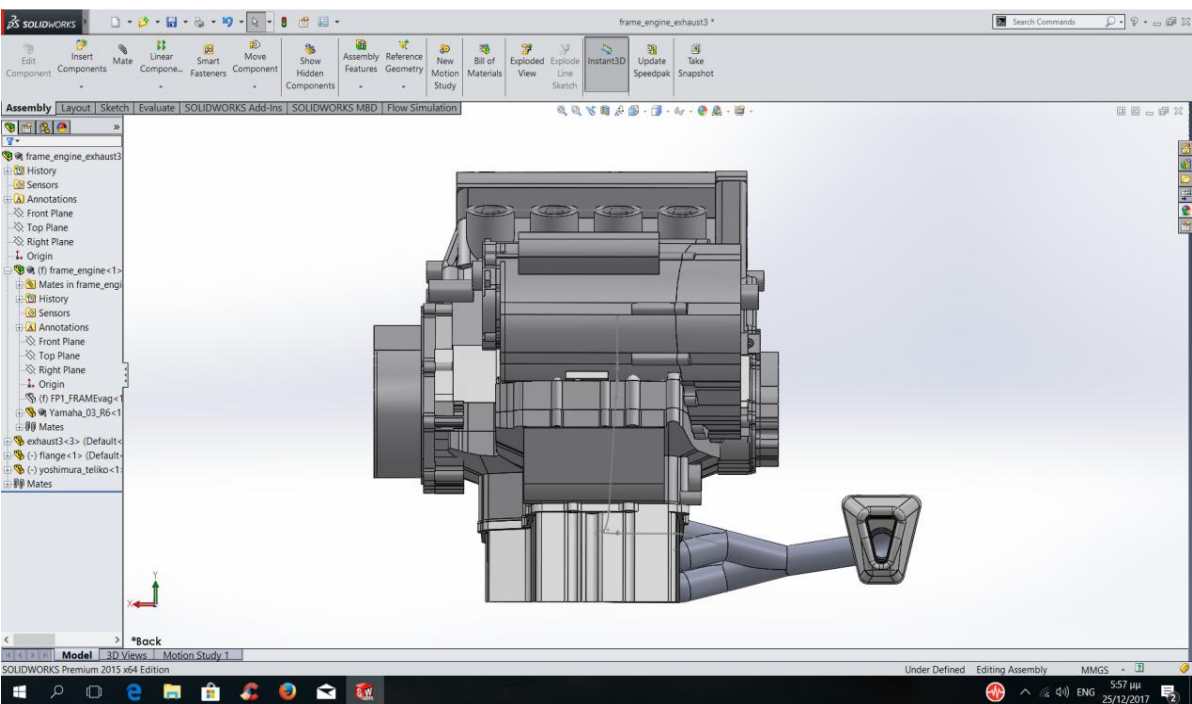 SOLIDWORKS
frame_engine_exhaust3 *
Search Commands
Edit Component
Insert Components
Mate
Linear Compone...
Smart Fasteners
Move Component
Show Hidden Components
Assembly Features
Reference Geometry
New Motion Study
Bill of Materials
Exploded View
Explode Line Sketch
Instant3D
Update Speedpak
Take Snapshot
Assembly Layout Sketch Evaluate SOLIDWORKS Add-Ins SOLIDWORKS MBD Flow Simulation
frame_engine_exhaust3
History
Sensors
Annotations
Front Plane
Top Plane
Right Plane
Origin
(f) frame_engine<1>
Mates in frame_engi
History
Sensors
Annotations
Front Plane
Top Plane
Right Plane
Origin
(f) FP1_FRAMEvag<1
Yamaha_03_R6<1
Mates
exhaust3<3> (Default<
(-) flange<1> (Default<
(-) yoshimura_teliko<1>
Mates
Y
X
*Back
Model 3D Views Motion Study 1
SOLIDWORKS Premium 2015 x64 Edition
Under Defined Editing Assembly MMGS
ENG
5:57 μμ
25/12/2017